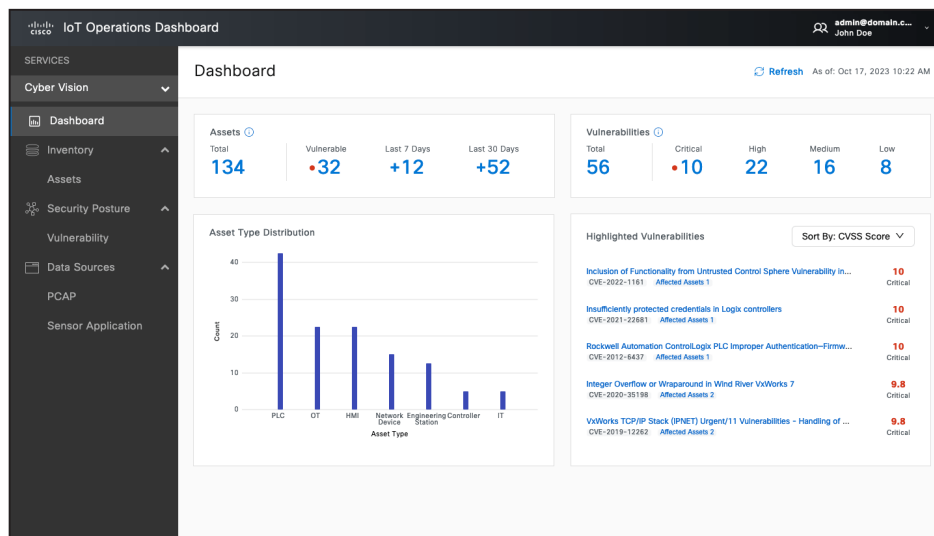 cisco IoT Operations Dashboard
admin@domain.c...
John Doe
SERVICES
Cyber Vision
Dashboard
Inventory
Assets
Security Posture
Vulnerability
Data Sources
PCAP
Sensor Application
Dashboard
Refresh As of: Oct 17, 2023 10:22 AM
Assets
Total Vulnerable Last 7 Days Last 30 Days
134 32 +12 +52
Vulnerabilities
Total Critical High Medium Low
56 10 22 16 8
Asset Type Distribution
40
30
20
10
0
Count
PLC OT HMI Network Device Engineering Station Controller IT
Asset Type
Highlighted Vulnerabilities
Sort By: CVSS Score
Inclusion of Functionality from Untrusted Control Sphere Vulnerability in... 10
CVE-2022-1161 Affected Assets 1 Critical
Insufficiently protected credentials in Logix controllers 10
CVE-2021-22681 Affected Assets 1 Critical
Rockwell Automation ControlLogix PLC Improper Authentication–Firmw... 10
CVE-2012-6437 Affected Assets 1 Critical
Integer Overflow or Wraparound in Wind River VxWorks 7 9.8
CVE-2020-35198 Affected Assets 2 Critical
VxWorks TCP/IP Stack (IPNET) Urgent/11 Vulnerabilities - Handling of ... 9.8
CVE-2019-12262 Affected Assets 2 Critical